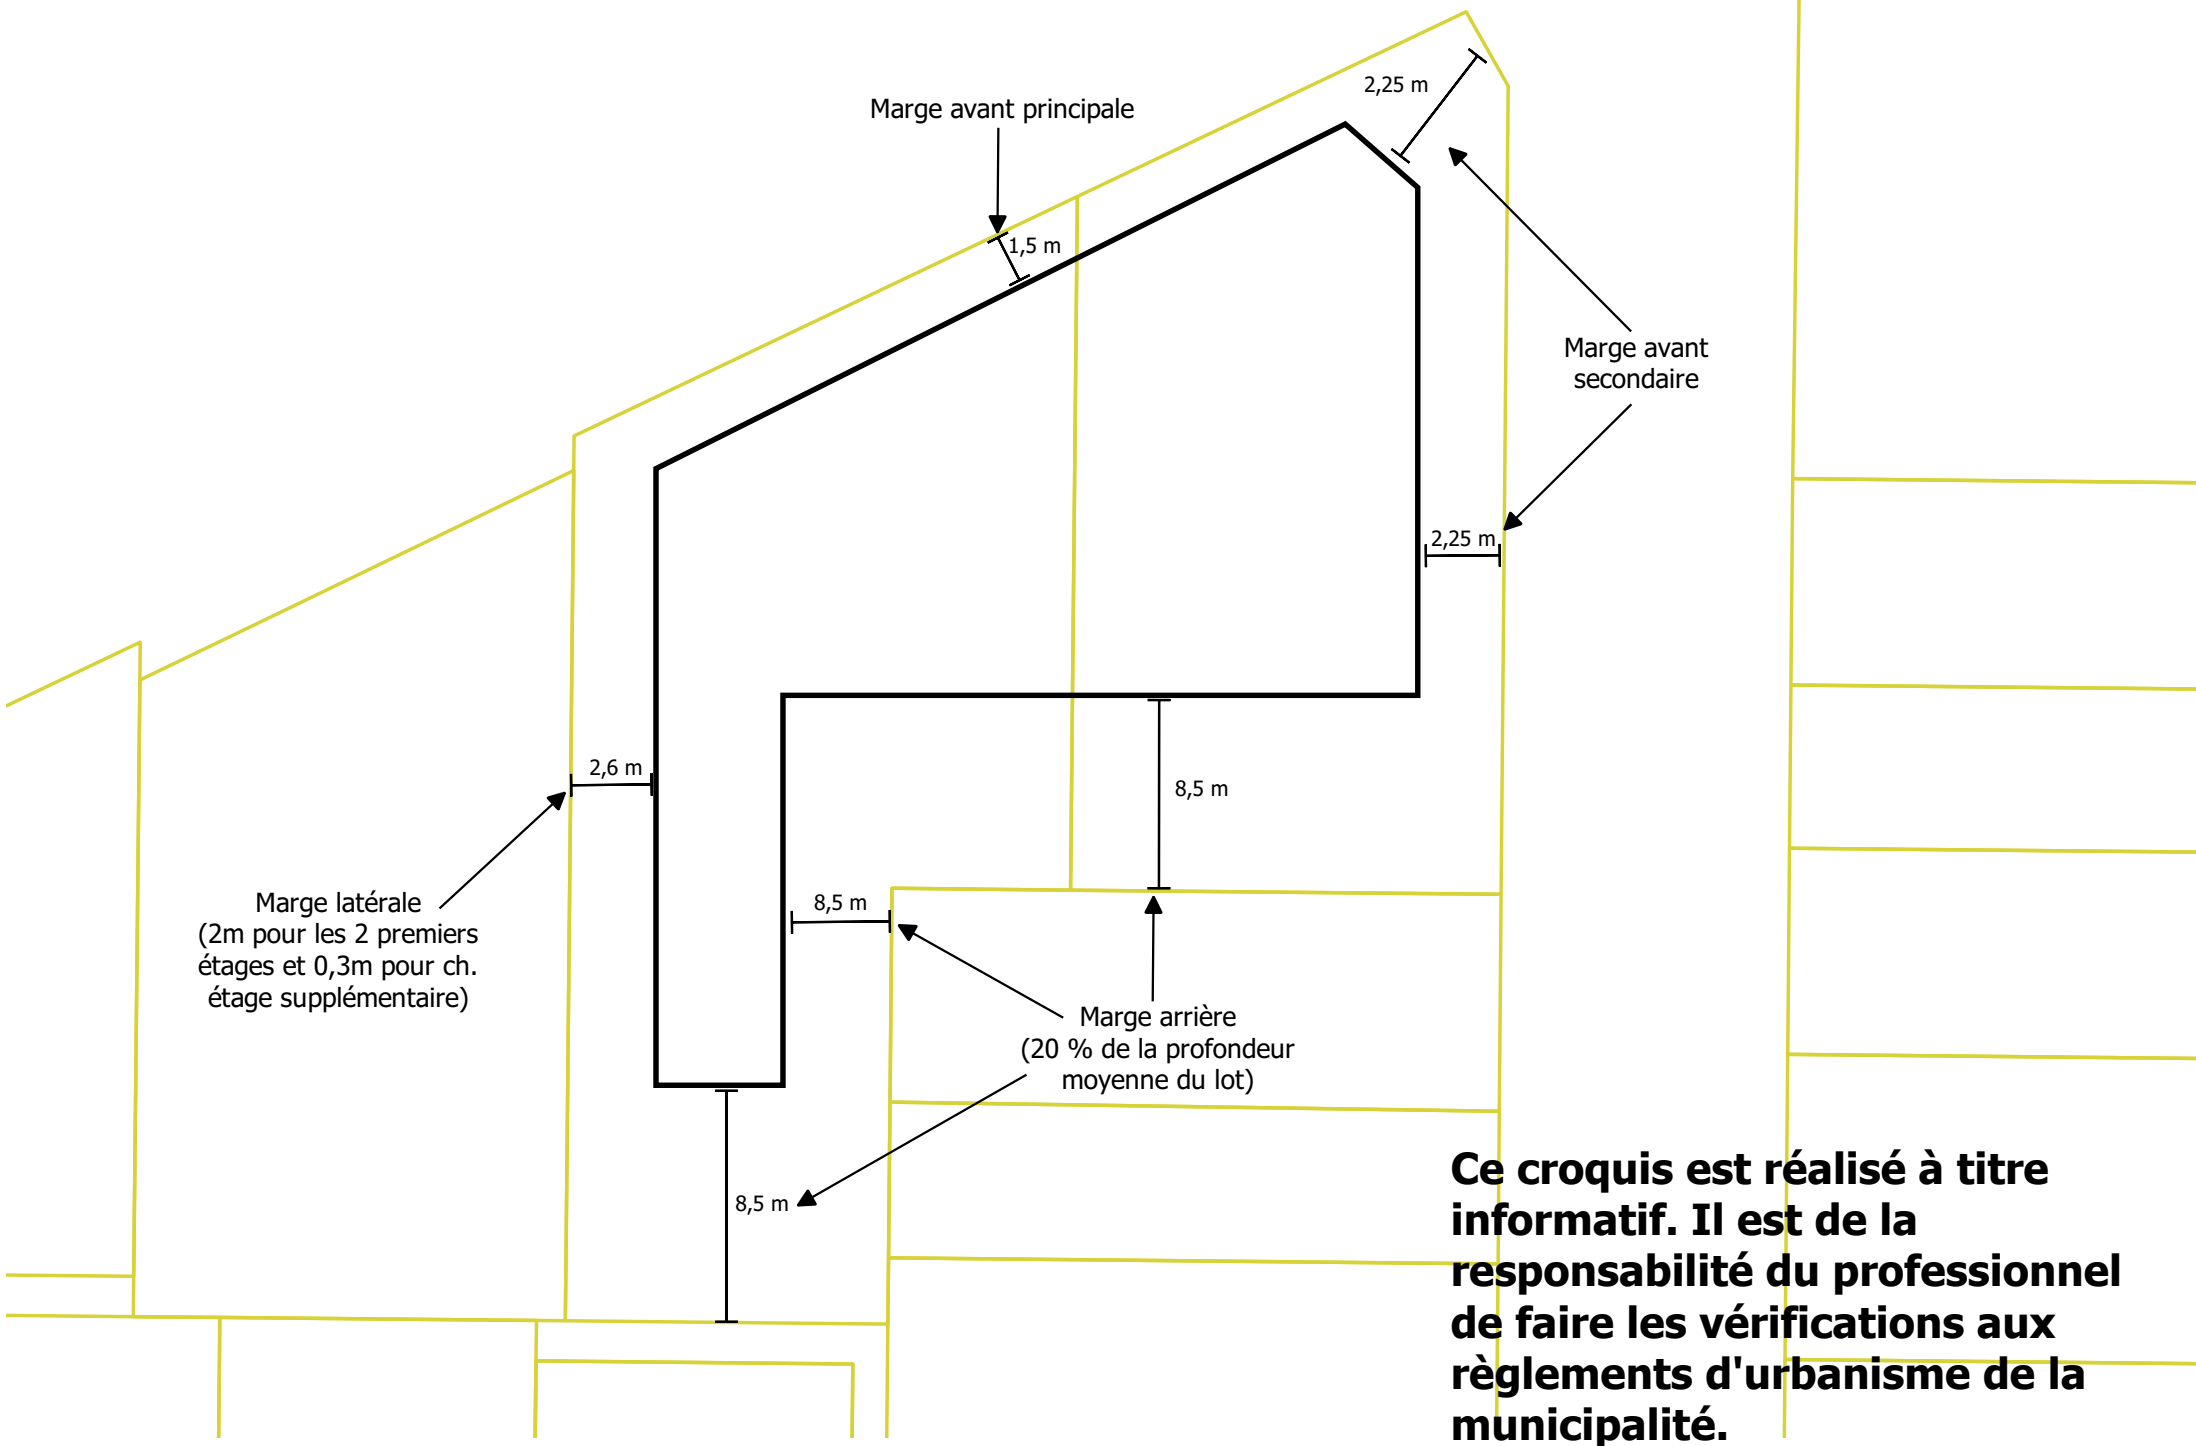 2,25 m
Marge avant principale
1,5 m
Marge avant
secondaire
2,25 m
2,6 m
8,5 m
Marge latérale
(2m pour les 2 premiers
étages et 0,3m pour ch.
étage supplémentaire)
8,5 m
Marge arrière
(20 % de la profondeur
moyenne du lot)
8,5 m
Ce croquis est réalisé à titre
informatif. Il est de la
responsabilité du professionnel
de faire les vérifications aux
règlements d'urbanisme de la
municipalité.